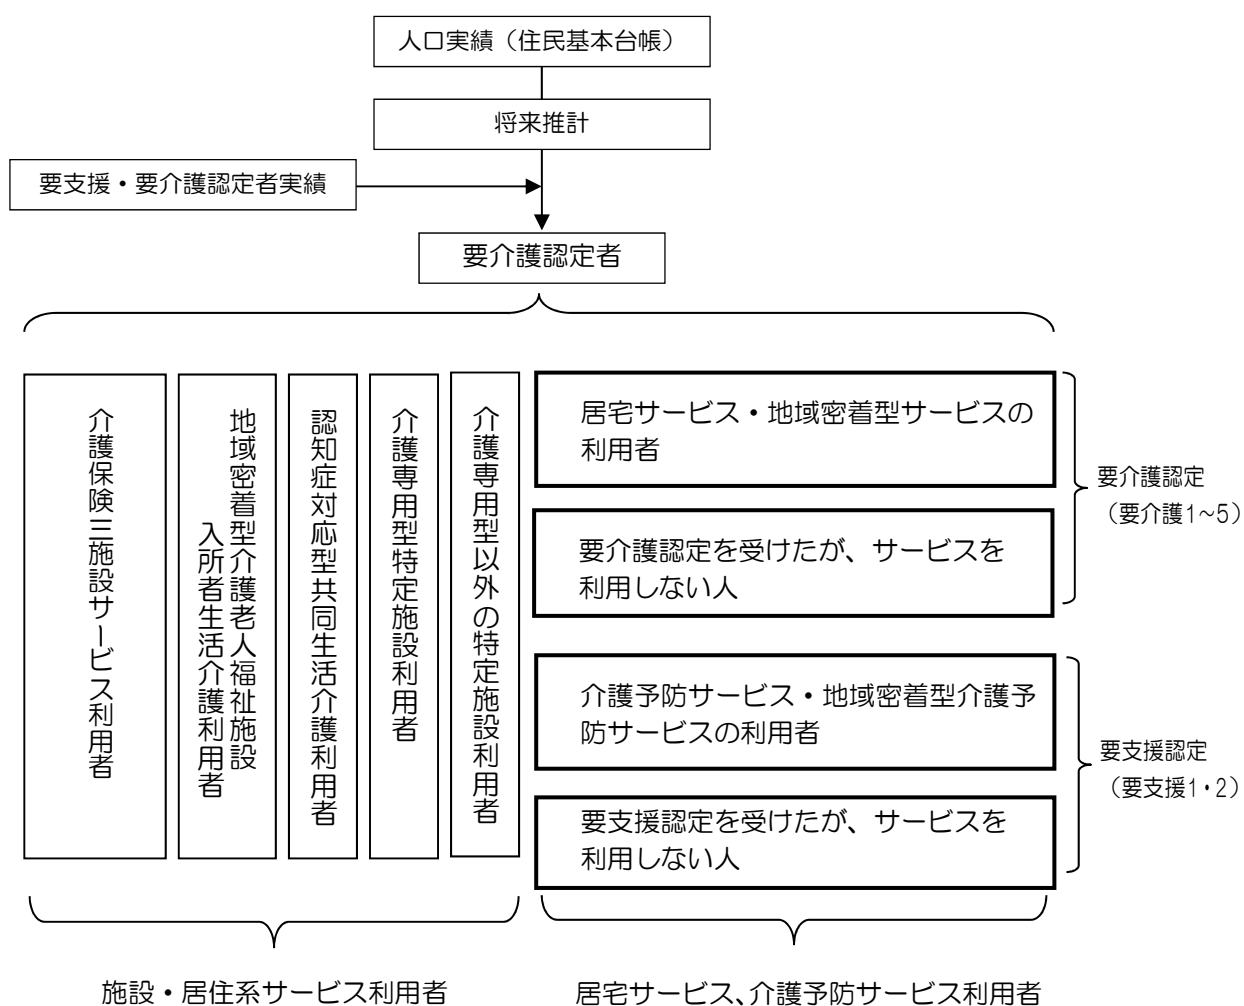 人口実績（住民基本台帳）
将来推計
要支援・要介護認定者実績
要介護認定者
介護保険三施設サービス利用者
地域密着型介護老人福祉施設
入所者生活介護利用者
認知症対応型共同生活介護利用者
介護専用型特定施設利用者
介護専用型以外の特定施設利用者
居宅サービス・地域密着型サービスの
利用者
要介護認定を受けたが、サービスを
利用しない人
要介護認定
（要介護1~5）
介護予防サービス・地域密着型介護予
防サービスの利用者
要支援認定を受けたが、サービスを
利用しない人
要支援認定
（要支援1・2）
施設・居住系サービス利用者
居宅サービス、介護予防サービス利用者